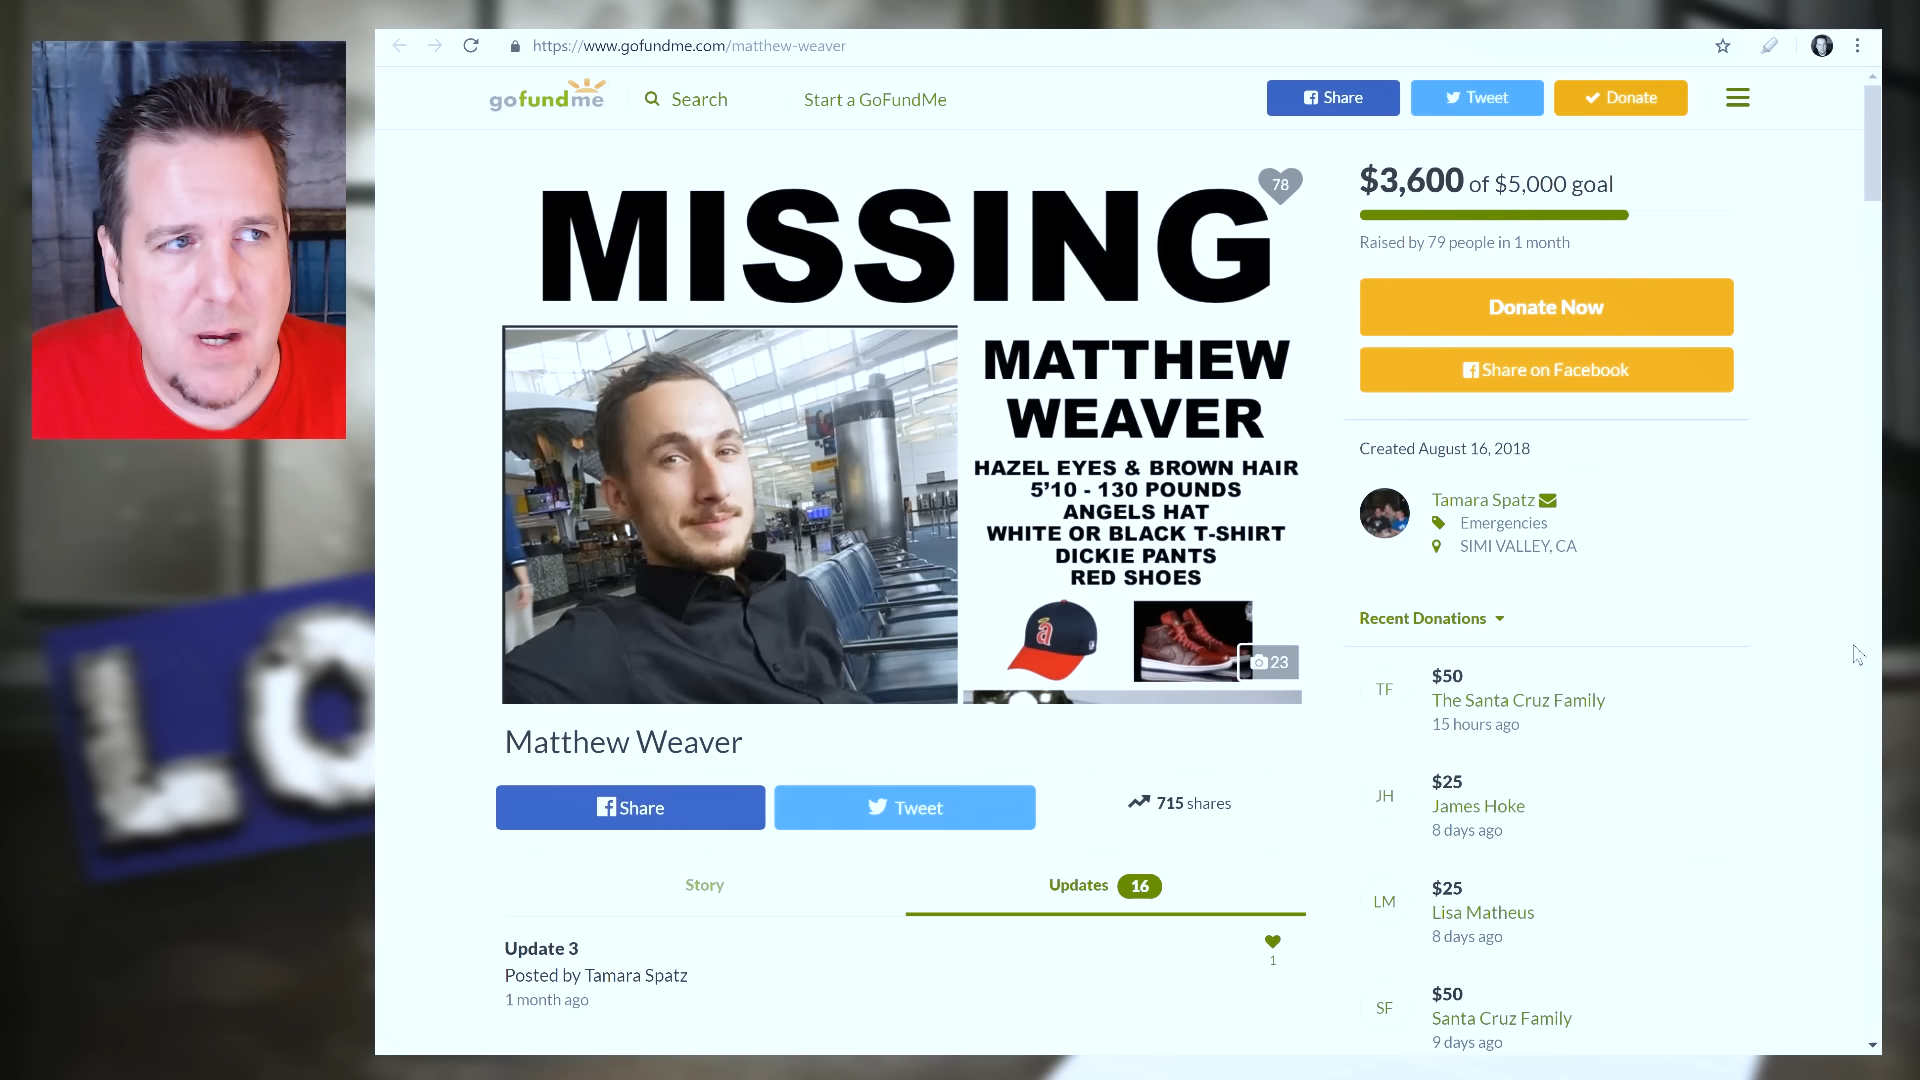 https://www.gofundme.com/matthew-weaver
gofundme
Search
Start a GoFundMe
Share
Tweet
Donate
MISSING
78
MATTHEW
WEAVER
HAZEL EYES & BROWN HAIR
5'10 - 130 POUNDS
ANGELS HAT
WHITE OR BLACK T-SHIRT
DICKIE PANTS
RED SHOES
a
23
Matthew Weaver
Share
Tweet
715 shares
Story
Updates 16
Update 3
1
Posted by Tamara Spatz
1 month ago
$3,600 of $5,000 goal
Raised by 79 people in 1 month
Donate Now
Share on Facebook
Created August 16, 2018
Tamara Spatz
Emergencies
SIMI VALLEY, CA
Recent Donations
TF
$50
The Santa Cruz Family
15 hours ago
JH
$25
James Hoke
8 days ago
LM
$25
Lisa Matheus
8 days ago
SF
$50
Santa Cruz Family
9 days ago
LO